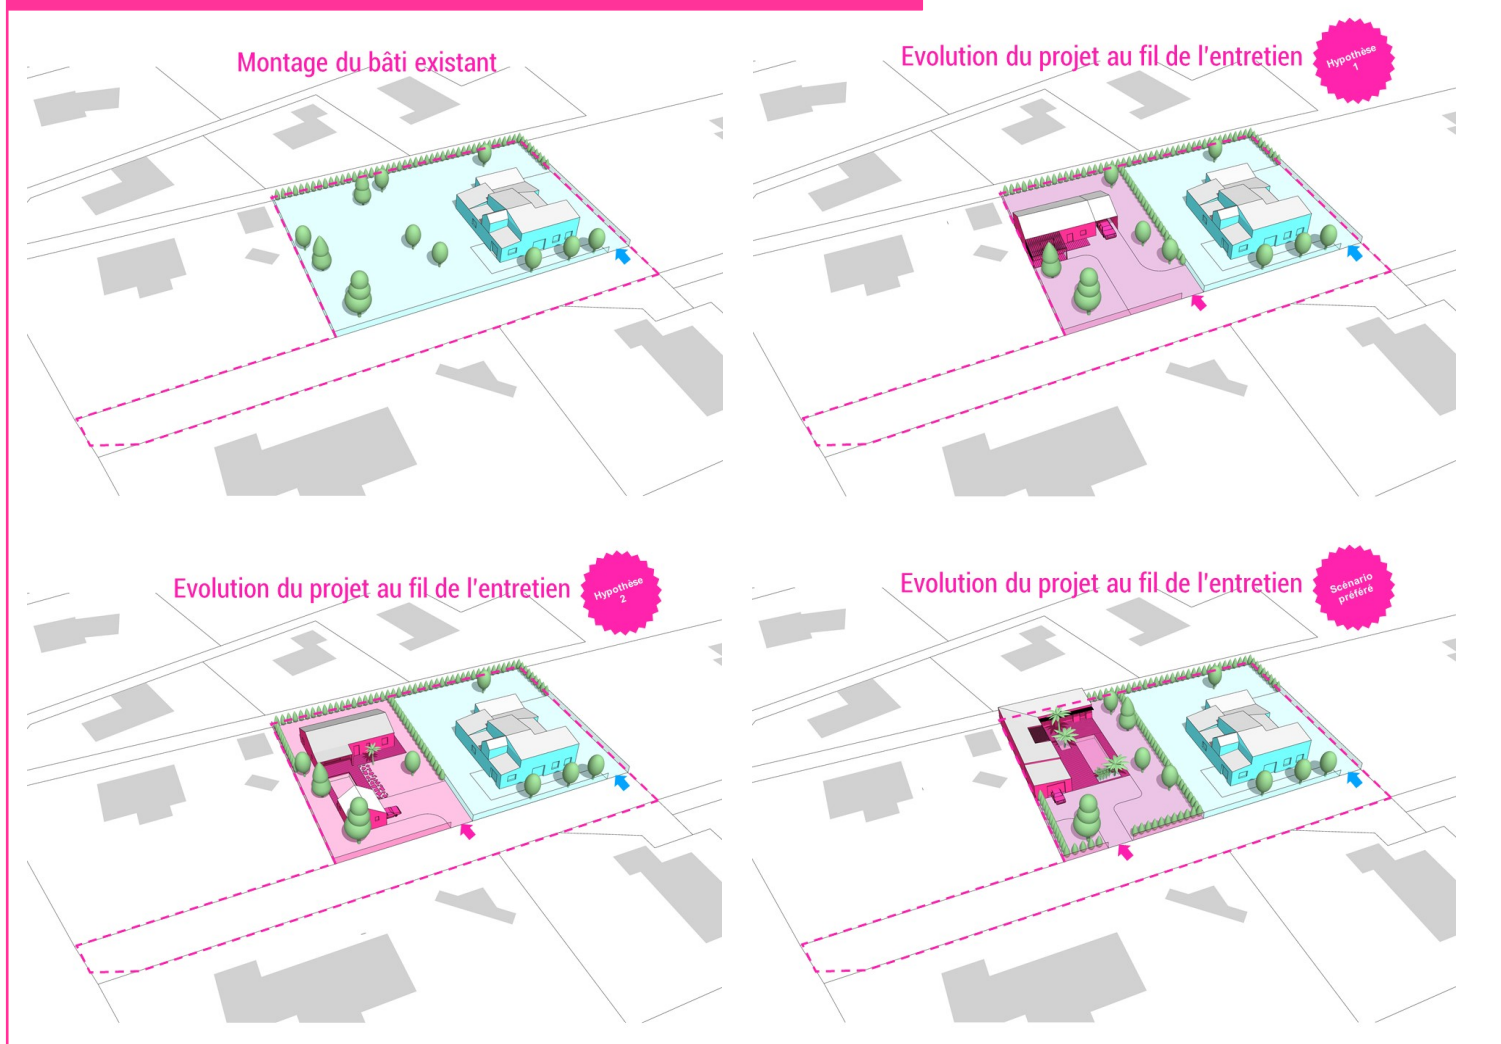 Montage du bâti existant
Evolution du projet au fil de l'entretien
Hypothèse
1
Evolution du projet au fil de l'entretien
Hypothèse
2
Evolution du projet au fil de l'entretien
Scénario
préféré